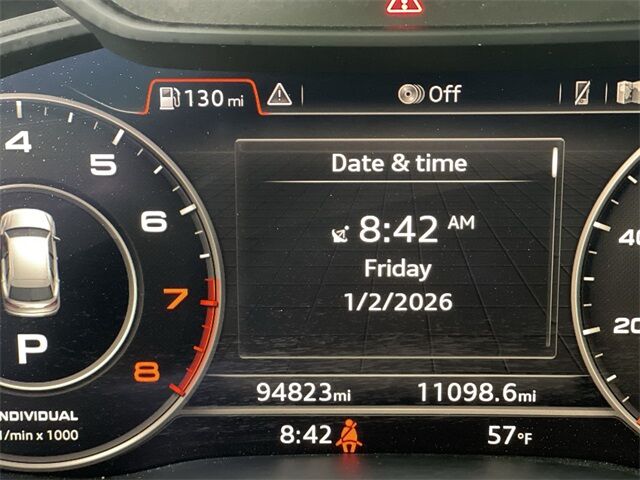 130 mi
Off
4
5
6
7
8
P
INDIVIDUAL
1/min x 1000
Date & time
8:42 AM
Friday
1/2/2026
94823mi
11098.6mi
8:42
57°F
40
20